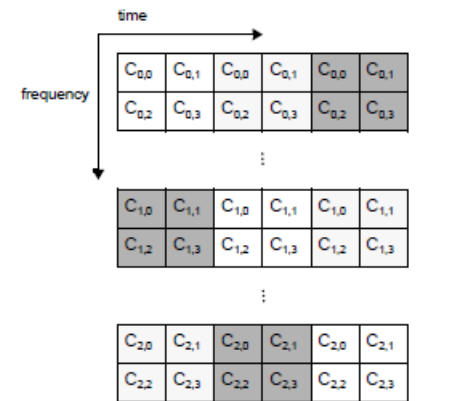 time
frequency
C0,0 C0,1 C0,0 C0,1 C0,0 C0,1
C0,2 C0,3 C0,2 C0,3 C0,2 C0,3
...
C1,0 C1,1 C1,0 C1,1 C1,0 C1,1
C1,2 C1,3 C1,2 C1,3 C1,2 C1,3
...
C2,0 C2,1 C2,0 C2,1 C2,0 C2,1
C2,2 C2,3 C2,2 C2,3 C2,2 C2,3